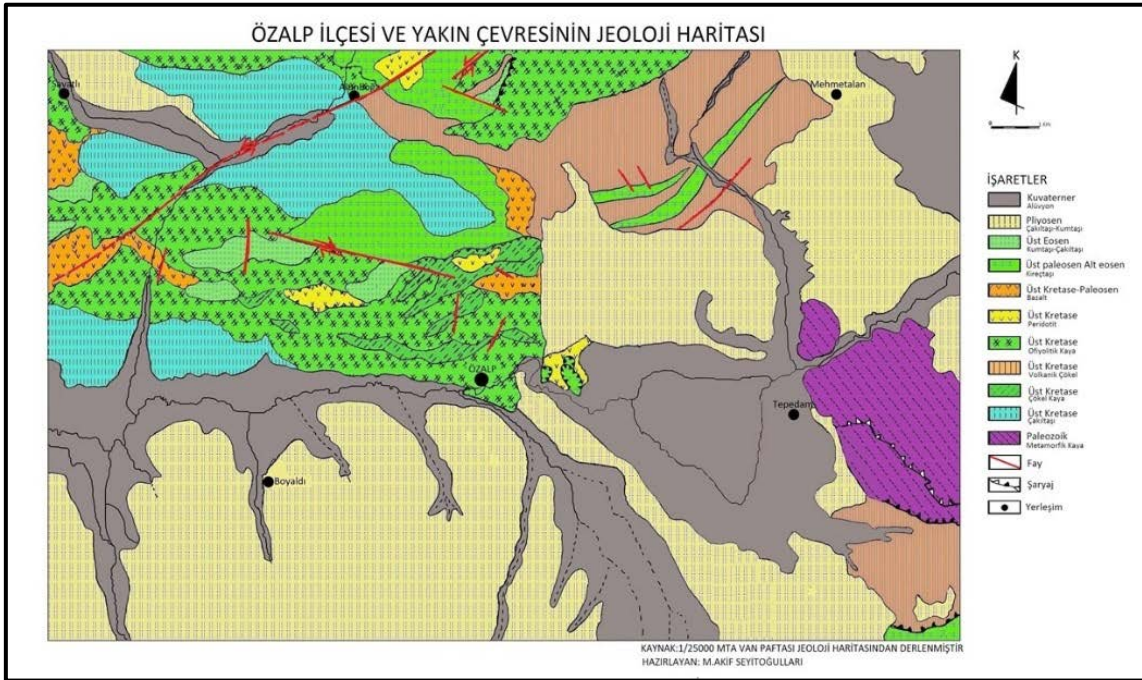 ÖZALP İLÇESİ VE YAKIN ÇEVRESİNİN JEOLOJİ HARİTASI
Mehmetalan
K
ÖZALP
Tepedam
Boyaldı
İŞARETLER
Kuvaterner
Alüvyon
Pliyosen
Çakıltaşı-Kumtaşı
Üst Eosen
Kumtaşı-Çakıltaşı
Üst paleosen Alt eosen
Kireçtaşı
Üst Kretase-Paleosen
Basalt
Üst Kretase
Peridotit
Üst Kretase
Ofiyolitik Kaya
Üst Kretase
Volkanik Çökel
Üst Kretase
Çökel Kaya
Üst Kretase
Çakıltaşı
Paleozoik
Metamorfik Kaya
Fay
Şaryaj
Yerleşim
KAYNAK:1/25000 MTA VAN PAFTASI JEOLOJİ HARİTASINDAN DERLENMİŞTİR
HAZIRLAYAN: M.AKİF SEYİTOĞULLARI